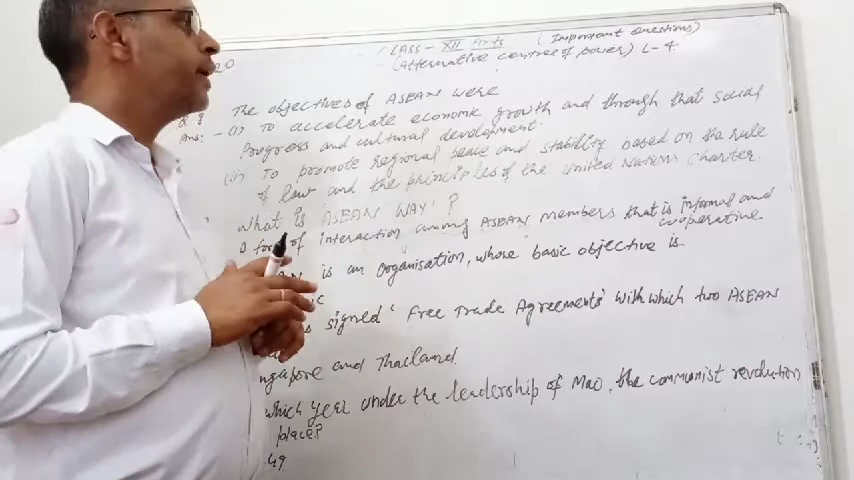 LASS - XII Arts (Important Questions)
(Alternative centres of power) L-4
Q.8 The objectives of ASEAN were
Ans: - (i) To accelerate economic growth and through that social
progress and cultural development.
(ii) To promote regional peace and stability based on the rule
of law and the principles of the United Nations Charter.
What is 'ASEAN WAY' ?
A form of interaction among ASEAN members that is informal and
cooperative.
is an Organisation, whose basic objective is
ic
s signed 'Free Trade Agreements' with which two ASEAN
ngapore and Thailand.
which year under the leadership of Mao, the communist revolution
place?
49